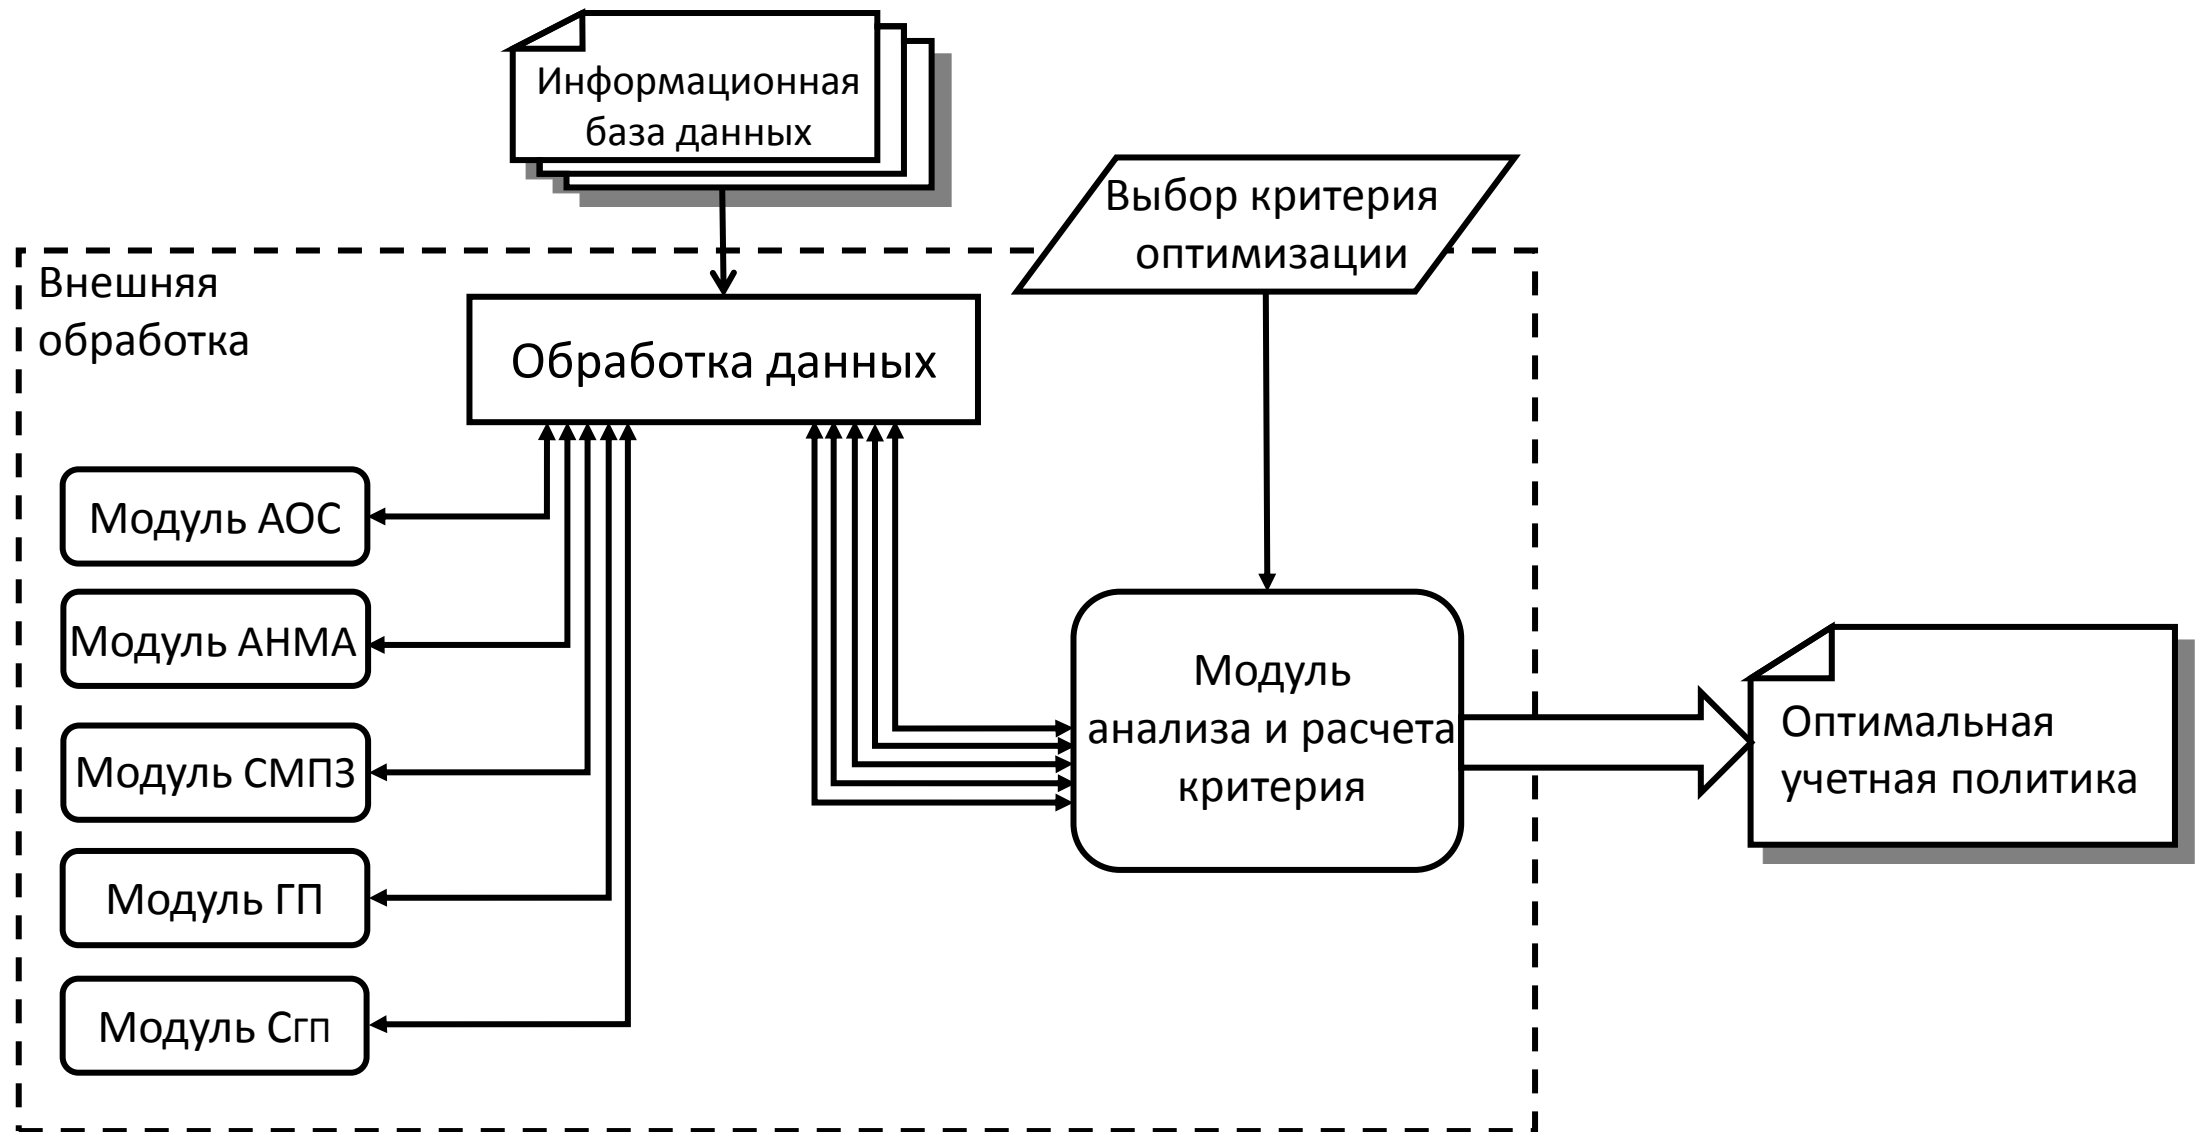 Информационная
база данных
Выбор критерия
оптимизации
Внешняя
обработка
Обработка данных
Модуль АОС
Модуль АНМА
Модуль СМПЗ
Модуль ГП
Модуль Сгп
Модуль
анализа и расчета
критерия
Оптимальная
учетная политика